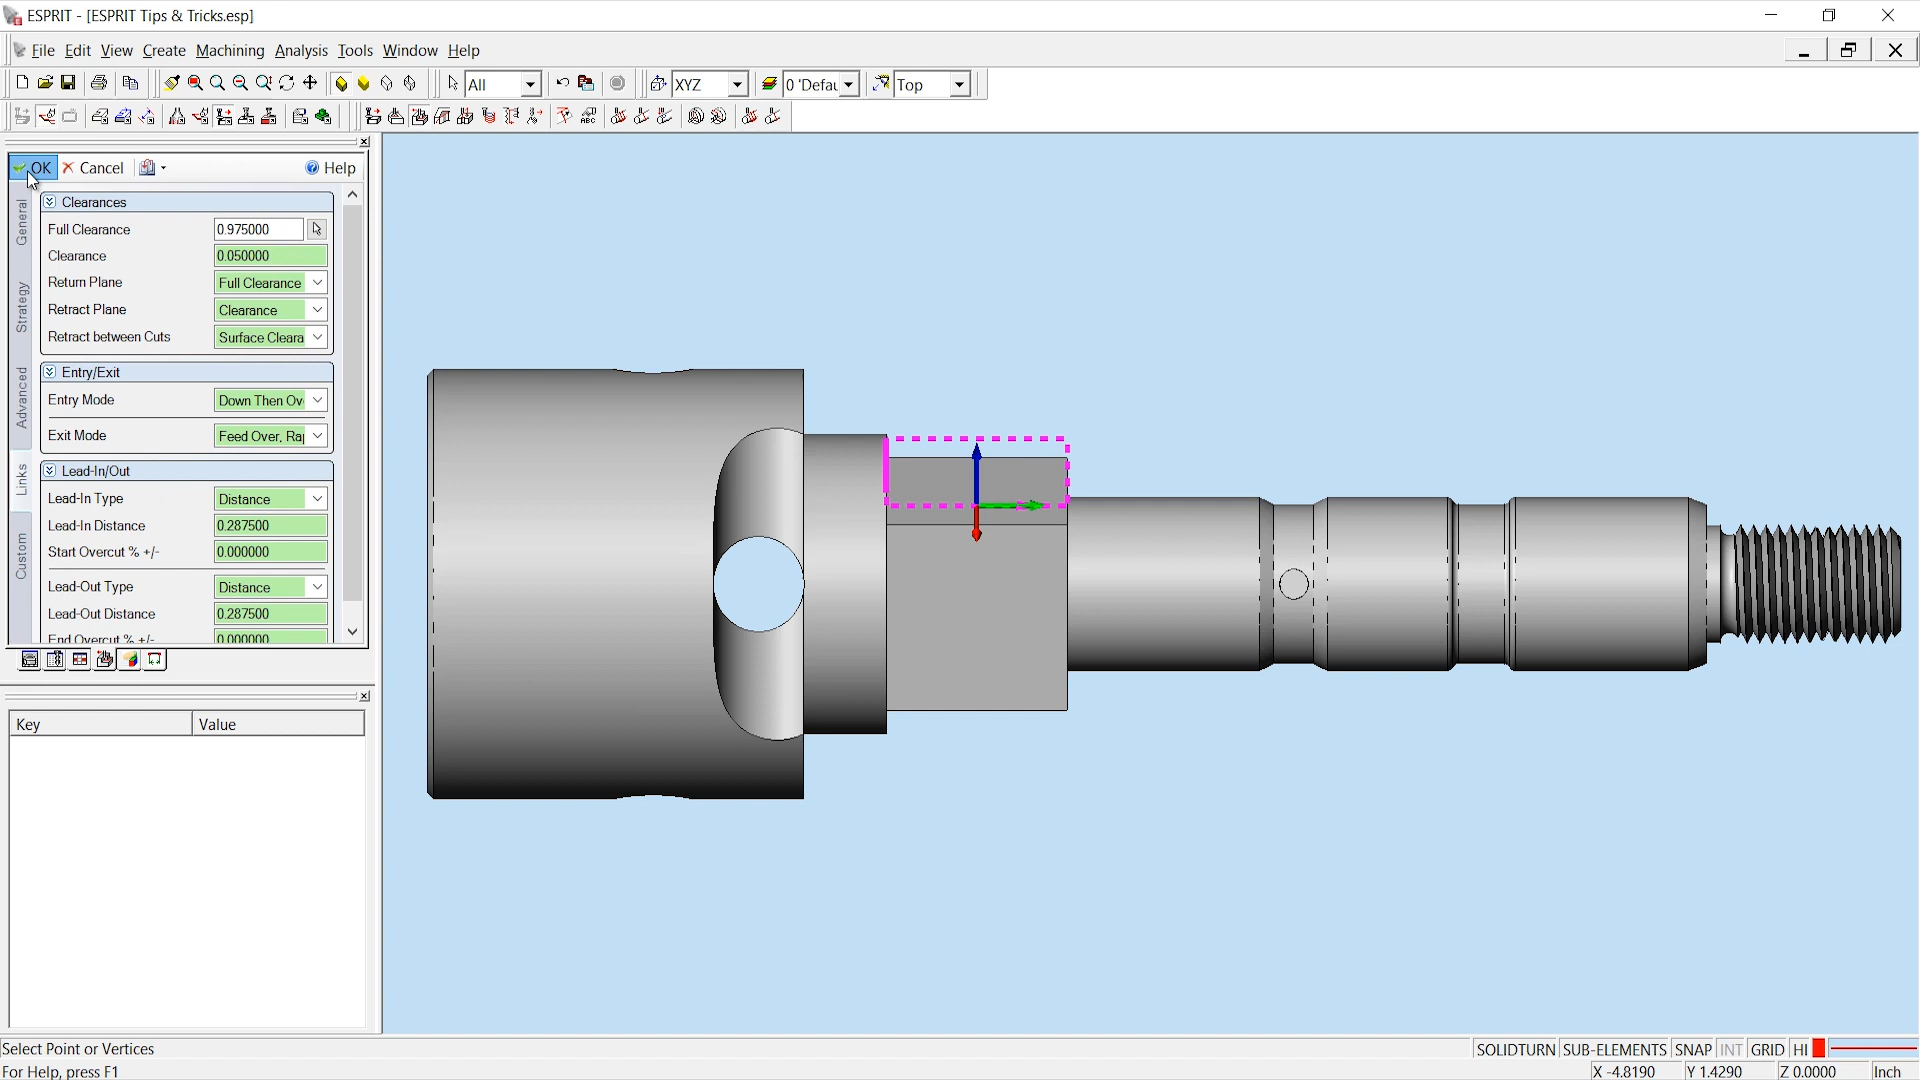 ESPRIT - [ESPRIT Tips & Tricks.esp]
File Edit View Create Machining Analysis Tools Window Help
All XYZ 0 'Defau Top
OK Cancel Help
General
Strategy
Advanced
Links
Custom
Clearances
Full Clearance 0.975000
Clearance 0.050000
Return Plane Full Clearance
Retract Plane Clearance
Retract between Cuts Surface Cleara
Entry/Exit
Entry Mode Down Then Ov
Exit Mode Feed Over, Raj
Lead-In/Out
Lead-In Type Distance
Lead-In Distance 0.287500
Start Overcut % +/- 0.000000
Lead-Out Type Distance
Lead-Out Distance 0.287500
End Overcut % +/- 0.000000
Key Value
Select Point or Vertices SOLIDTURN SUB-ELEMENTS SNAP INT GRID HI
For Help, press F1 X -4.8190 Y 1.4290 Z 0.0000 Inch